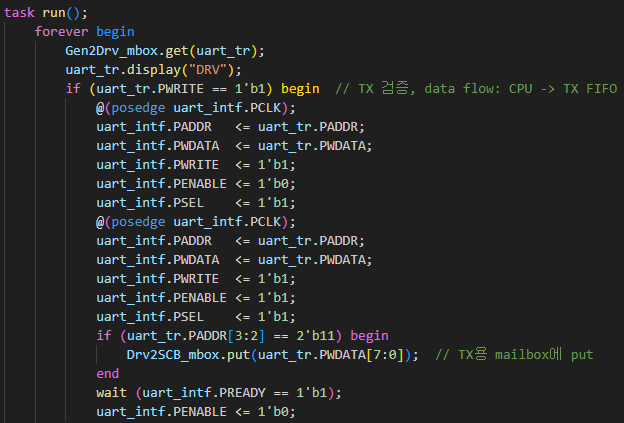 task run();
    forever begin
        Gen2Drv_mbox.get(uart_tr);
        uart_tr.display("DRV");
        if (uart_tr.PWRITE == 1'b1) begin  // TX 검증, data flow: CPU -> TX FIFO
            @(posedge uart_intf.PCLK);
            uart_intf.PADDR   <= uart_tr.PADDR;
            uart_intf.PWDATA  <= uart_tr.PWDATA;
            uart_intf.PWRITE  <= 1'b1;
            uart_intf.PENABLE <= 1'b0;
            uart_intf.PSEL    <= 1'b1;
            @(posedge uart_intf.PCLK);
            uart_intf.PADDR   <= uart_tr.PADDR;
            uart_intf.PWDATA  <= uart_tr.PWDATA;
            uart_intf.PWRITE  <= 1'b1;
            uart_intf.PENABLE <= 1'b1;
            uart_intf.PSEL    <= 1'b1;
            if (uart_tr.PADDR[3:2] == 2'b11) begin
                Drv2SCB_mbox.put(uart_tr.PWDATA[7:0]);  // TX용 mailbox에 put
            end
            wait (uart_intf.PREADY == 1'b1);
            uart_intf.PENABLE <= 1'b0;